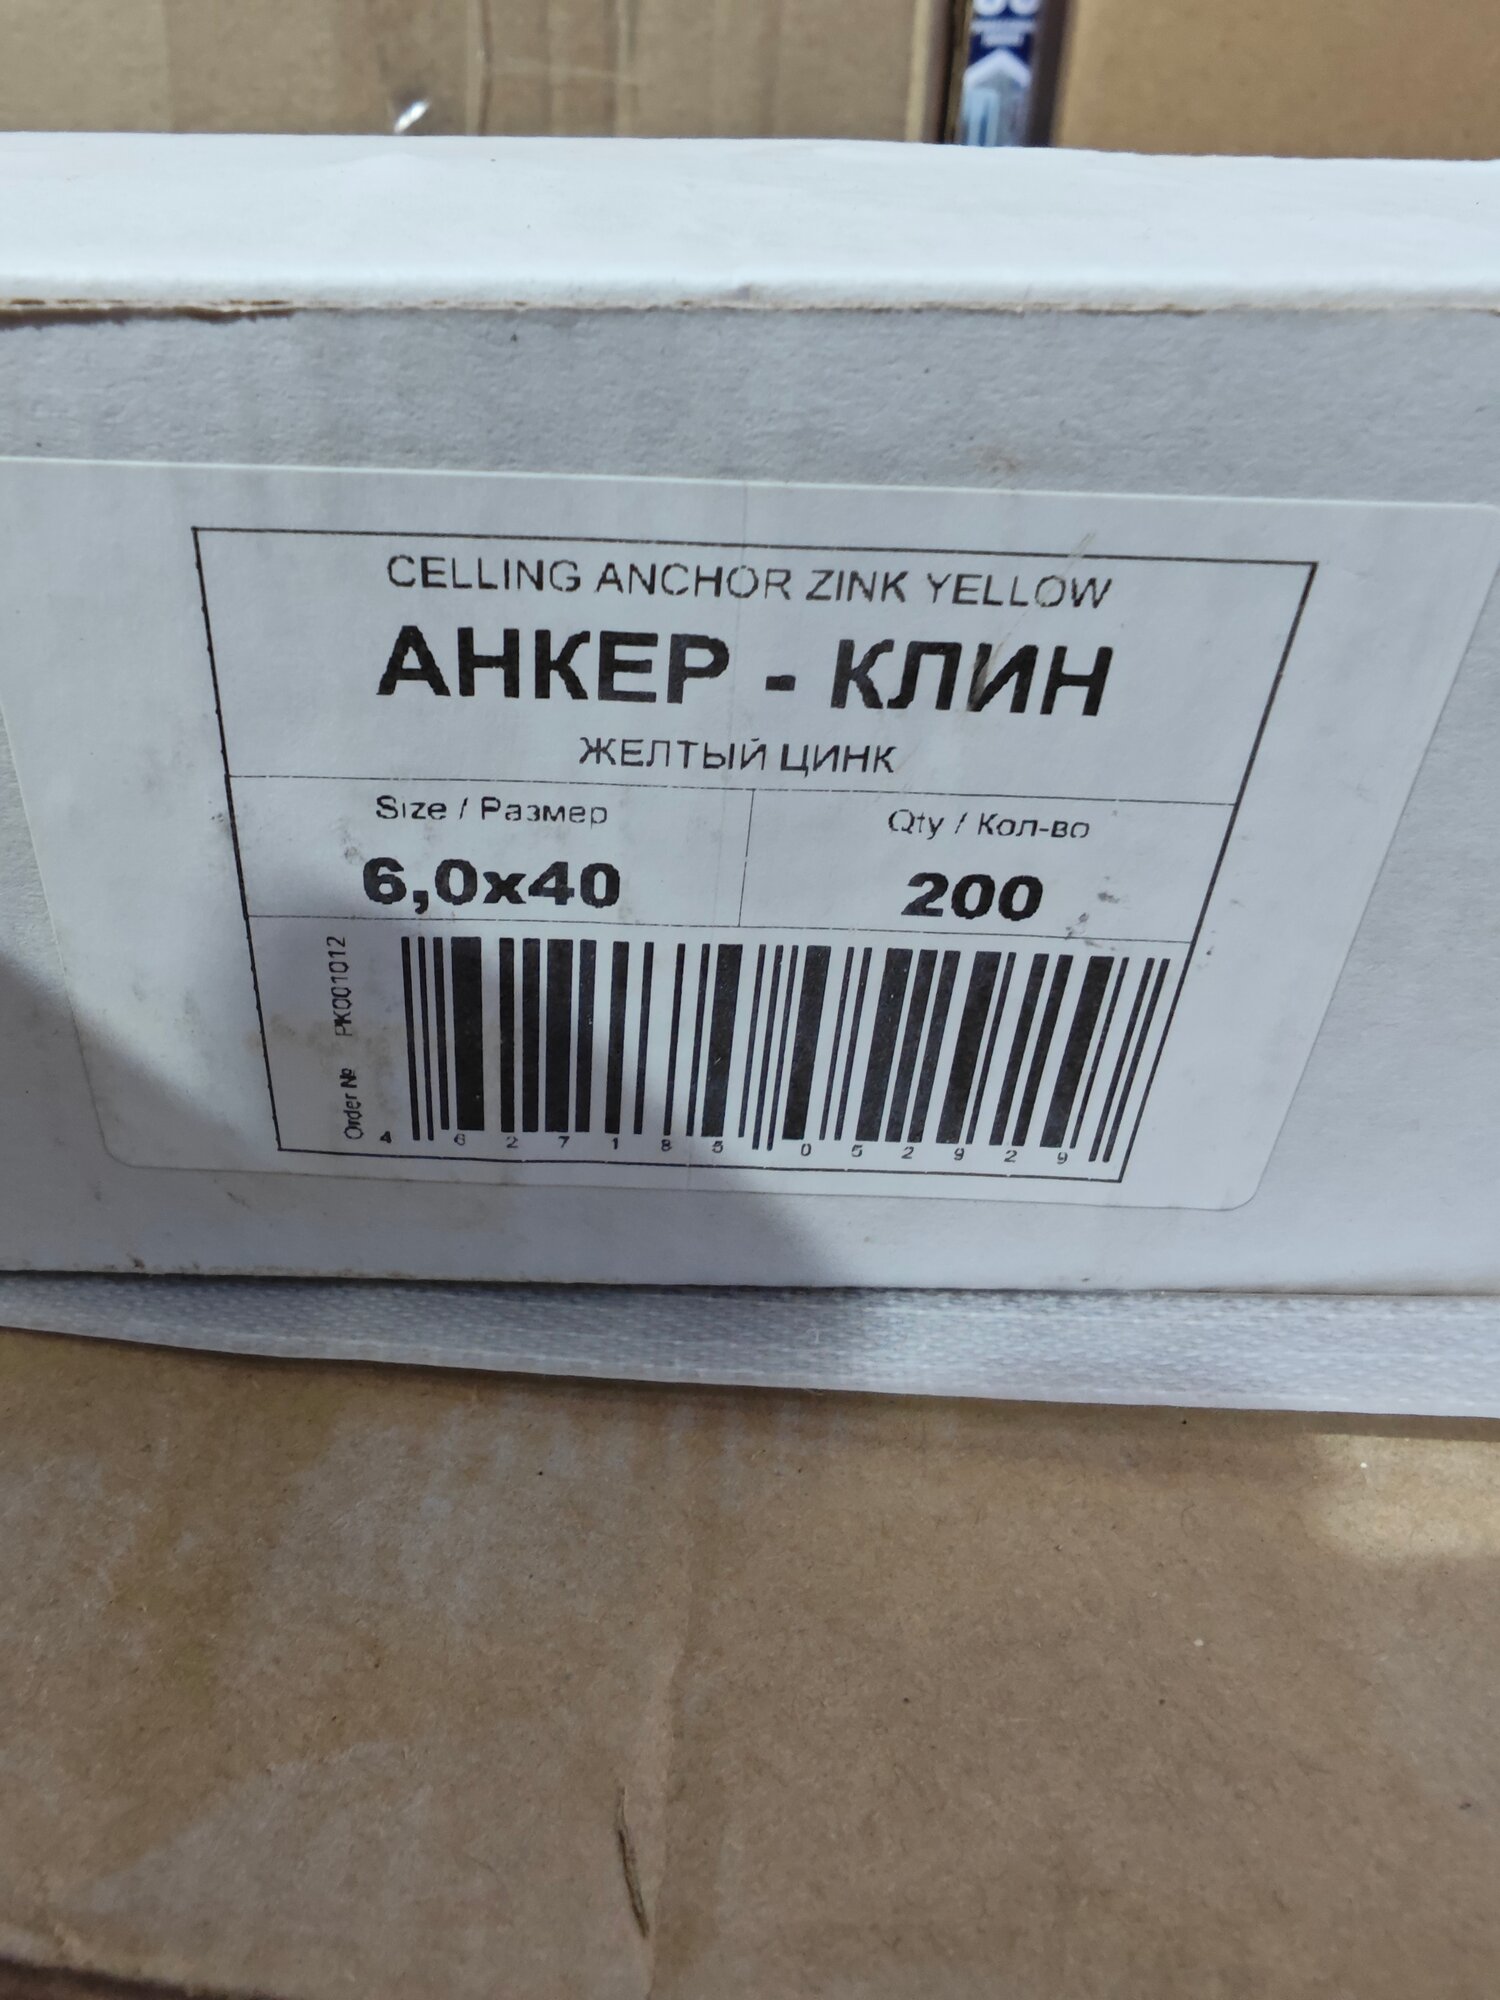 CELLING ANCHOR ZINK YELLOW
АНКЕР - КЛИН
ЖЕЛТЫЙ ЦИНК
Size / Размер
6,0x40
Qty / Кол-во
200
Order № PK001012
4 627185 052929